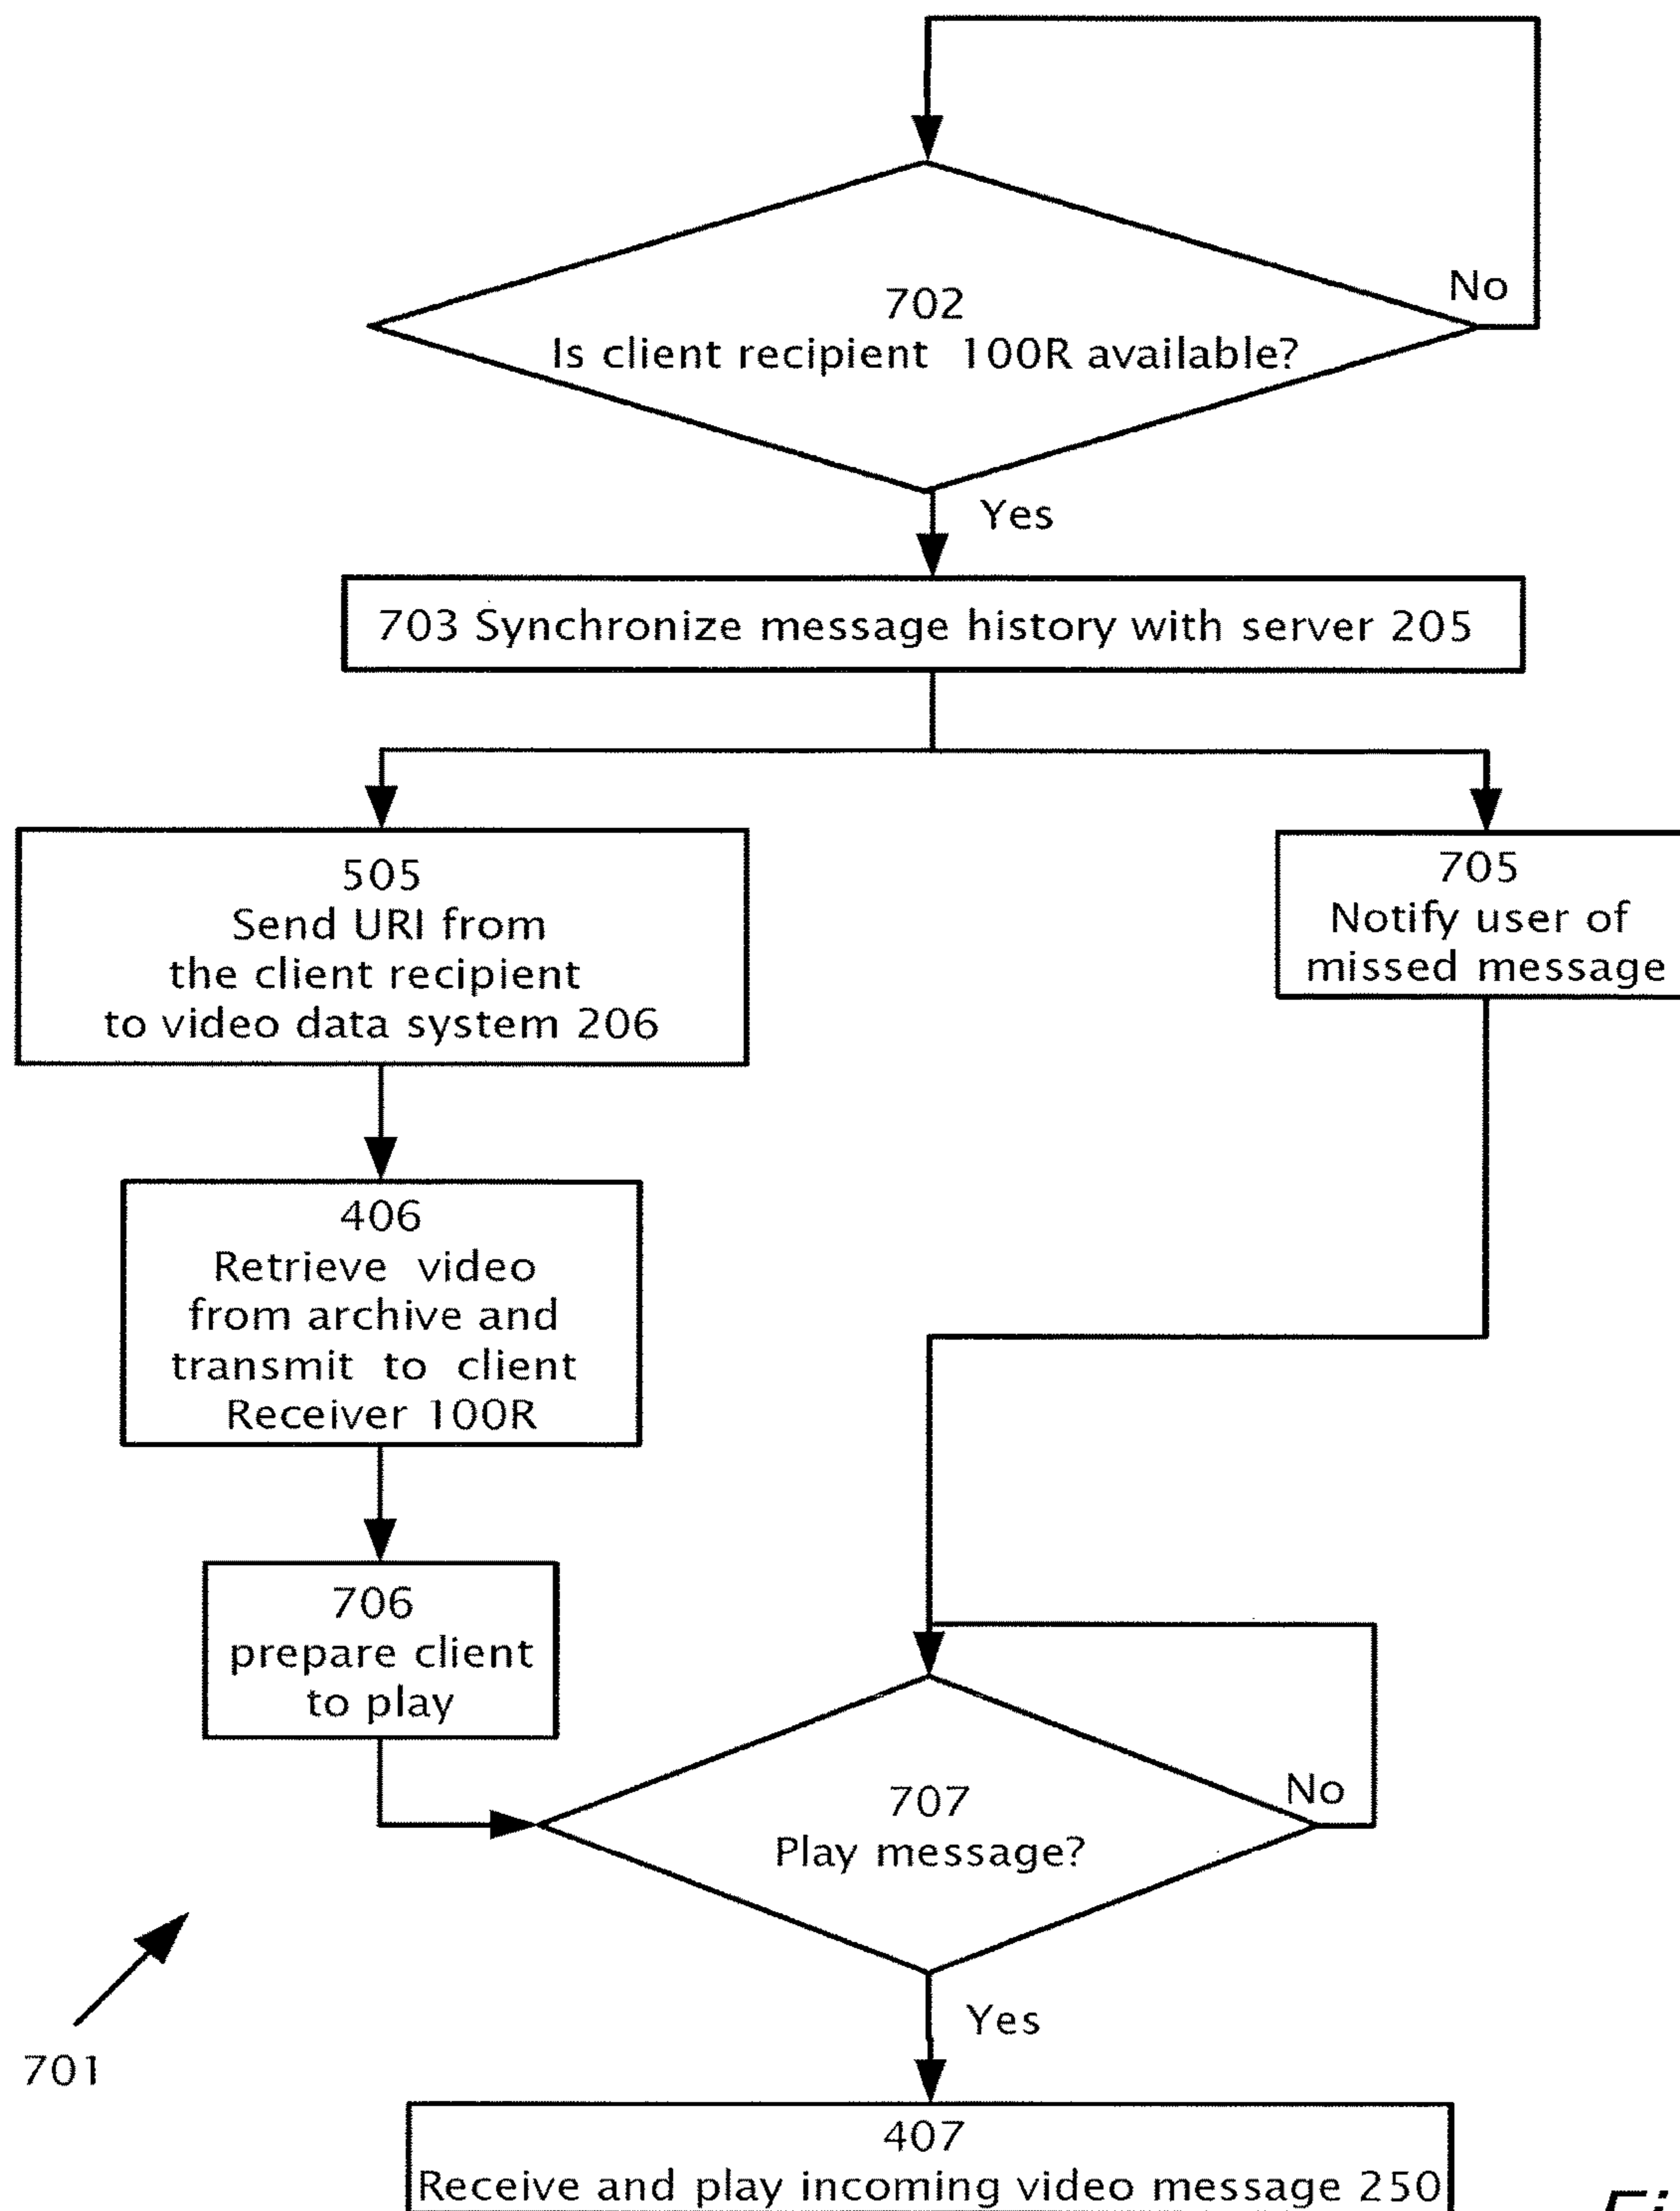 No
702
Is client recipient 100R available?
Yes
703 Synchronize message history with server 205
505
Send URI from
the client recipient
to video data system 206
705
Notify user of
missed message
406
Retrieve video
from archive and
transmit to client
Receiver 100R
706
prepare client
to play
No
707
Play message?
Yes
701
407
Receive and play incoming video message 250